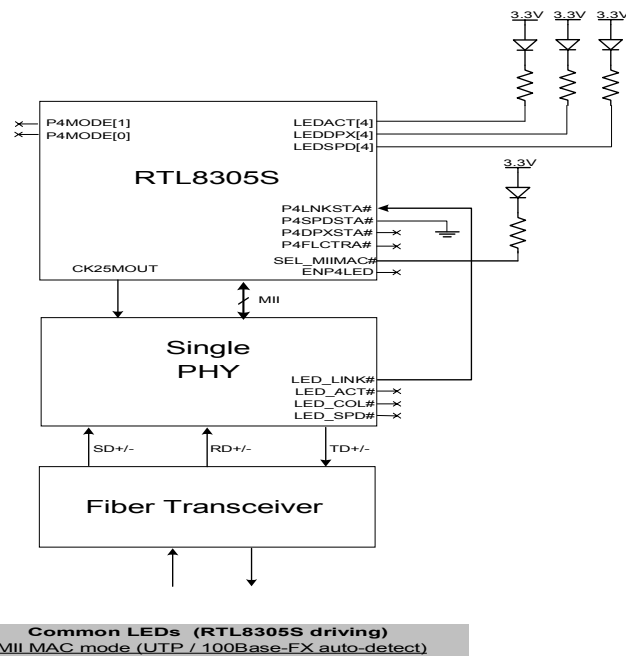 3.3V 3.3V 3.3V
P4MODE[1]
P4MODE[0]
LEDACT[4]
LEDDPX[4]
LEDSPD[4]
RTL8305S
3.3V
P4LNKSTA#
P4SPDSTA#
P4DPXSTA#
P4FLCTRA#
SEL_MIIMAC#
ENP4LED
CK25MOUT
MII
Single
PHY
LED_LINK#
LED_ACT#
LED_COL#
LED_SPD#
SD+/-
RD+/-
TD+/-
Fiber Transceiver
Common LEDs (RTL8305S driving)
MII MAC mode (UTP / 100Base-FX auto-detect)